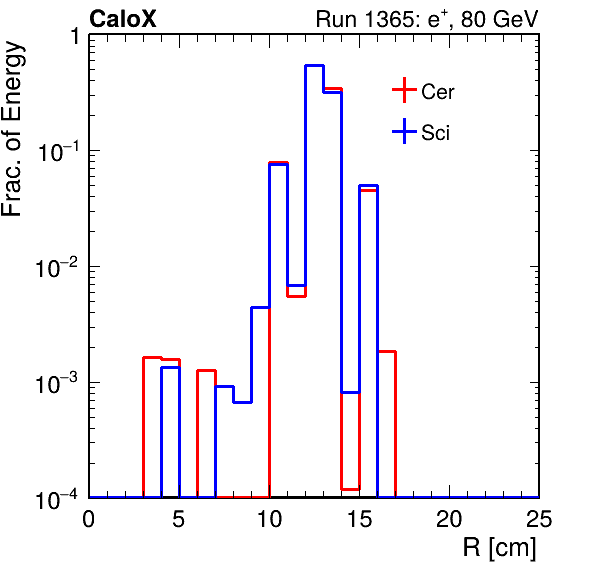 CaloX Run 1365: e⁺, 80 GeV
Frac. of Energy
1
10⁻¹
10⁻²
10⁻³
10⁻⁴
Cer
Sci
0 5 10 15 20 25
R [cm]